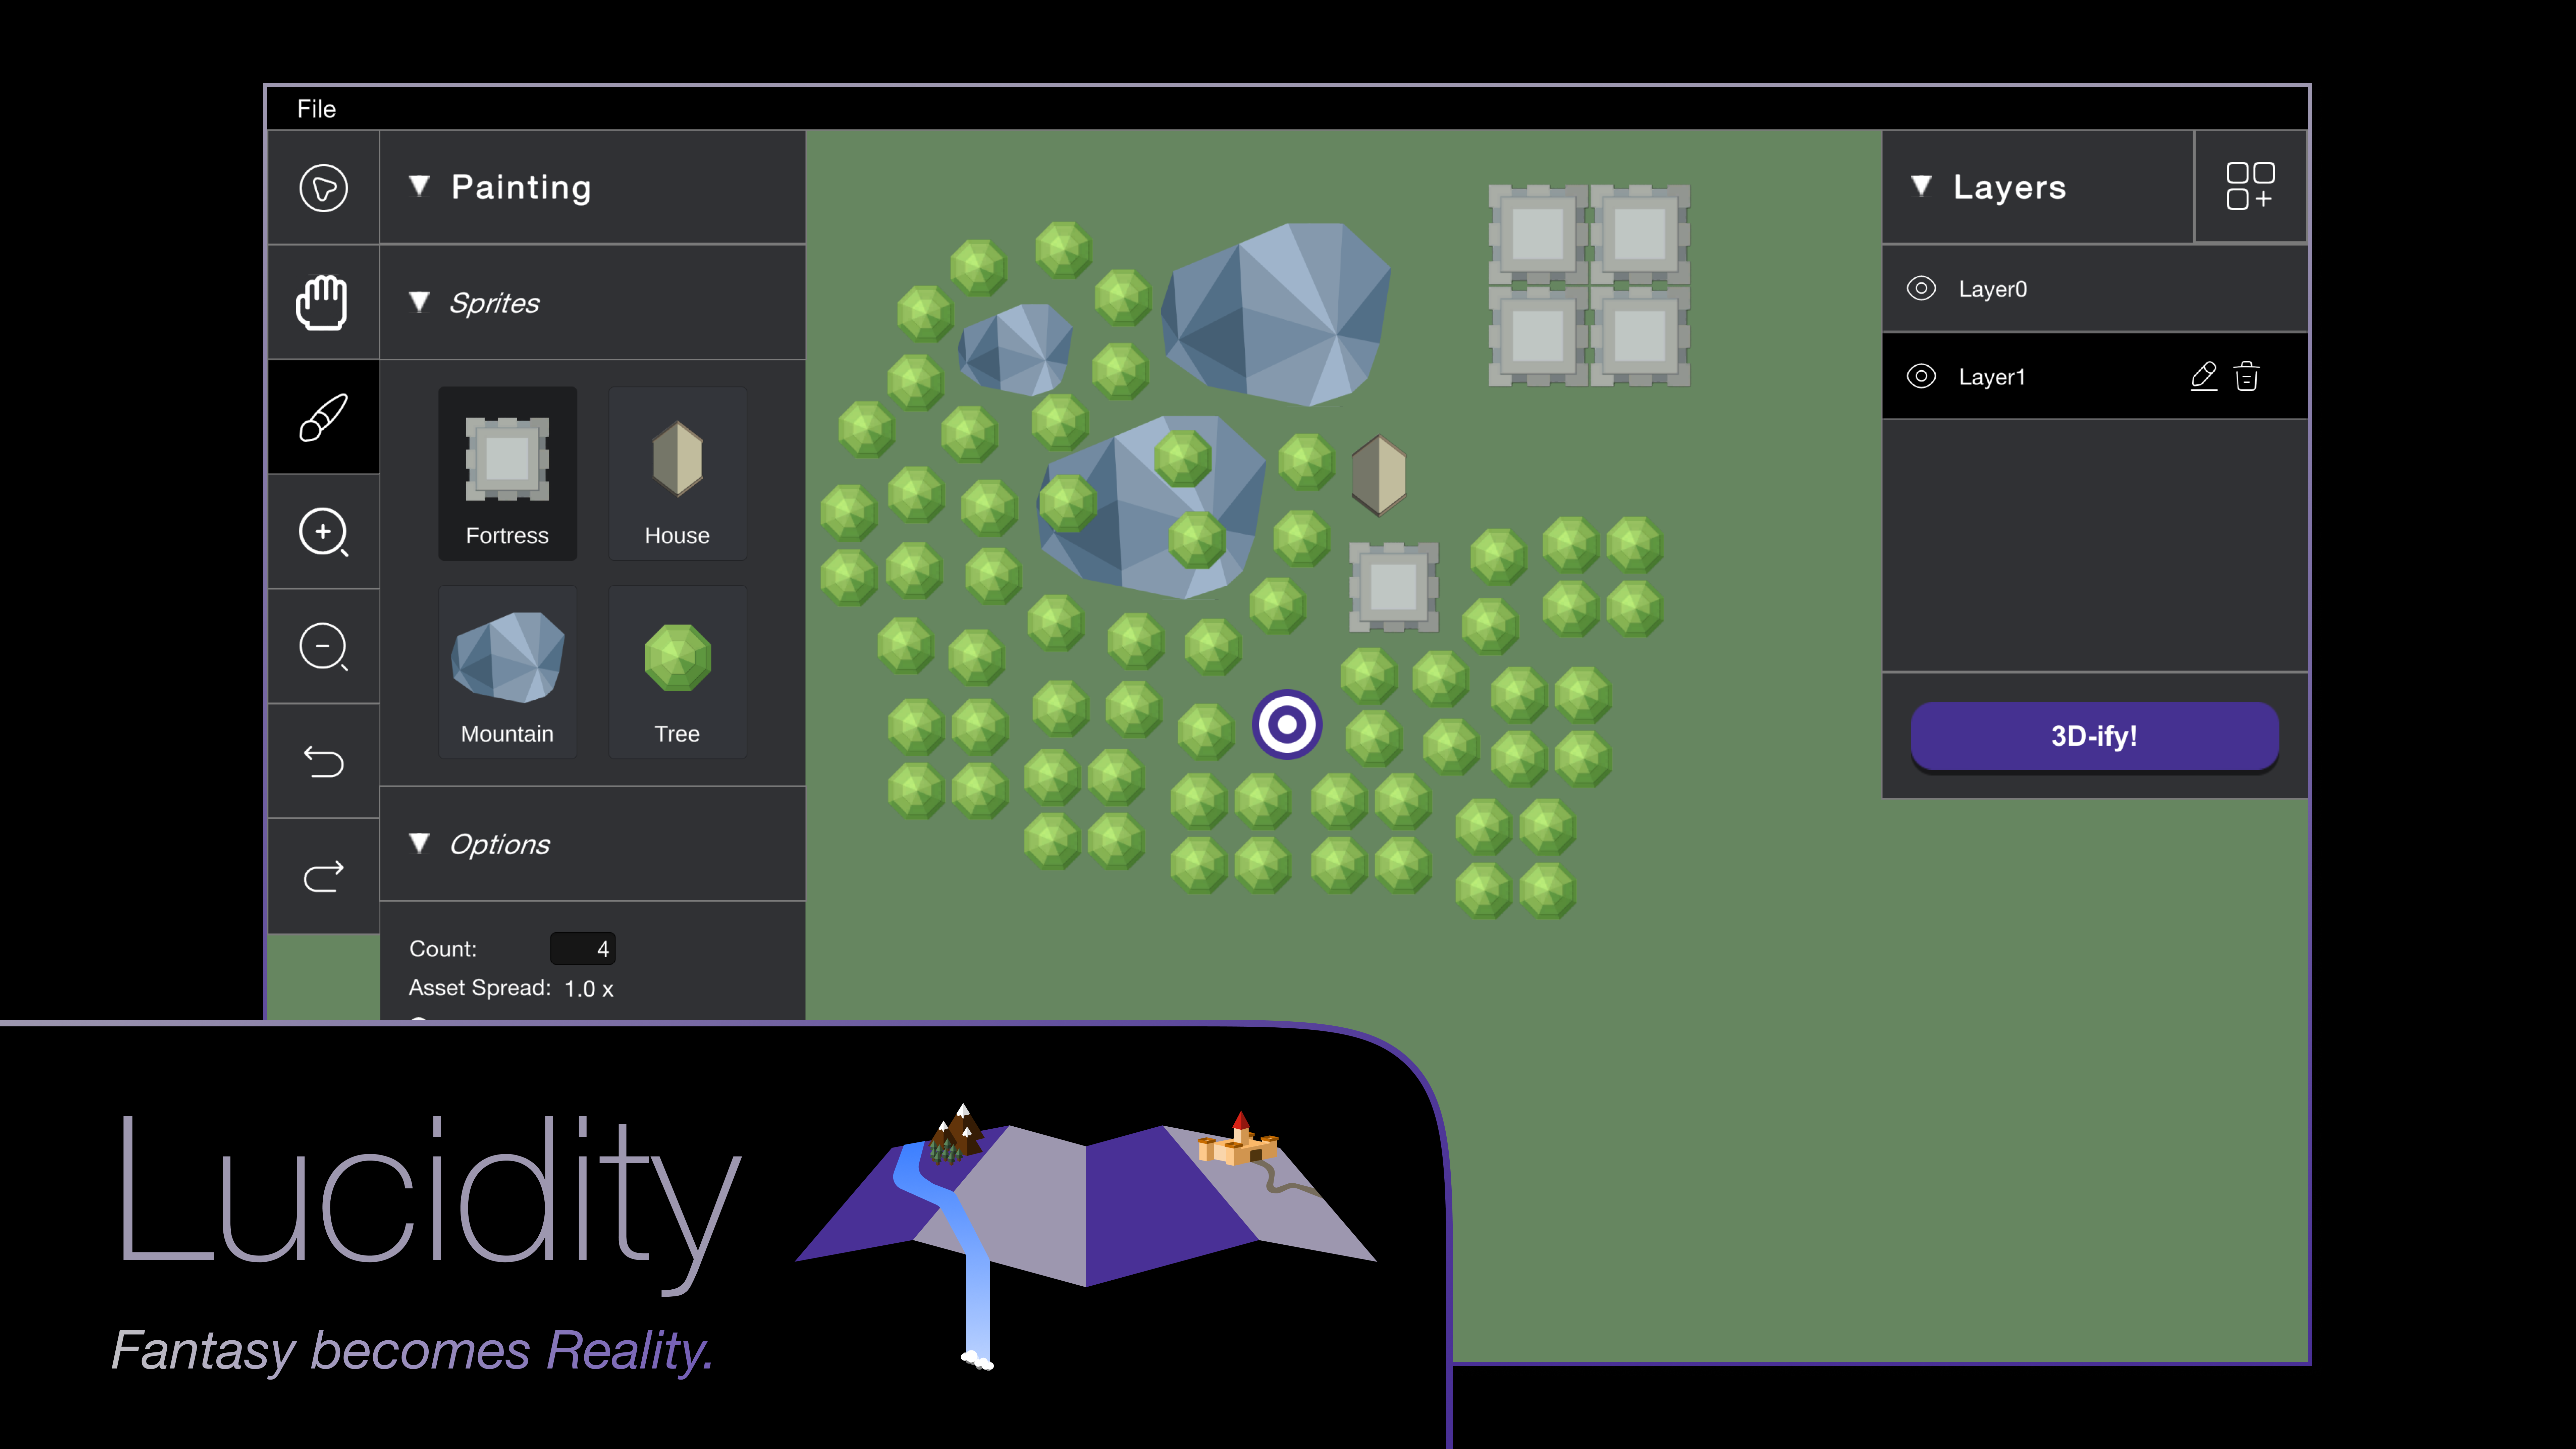 File
Painting
Sprites
Fortress
House
Mountain
Tree
Options
Count: 4
Asset Spread: 1.0 x
Layers
Layer0
Layer1
3D-ify!
Lucidity
Fantasy becomes Reality.